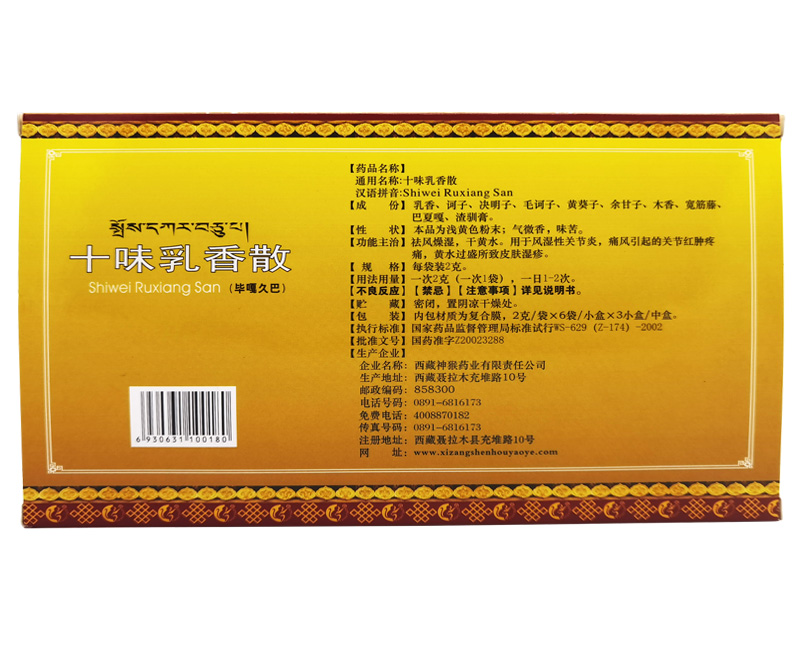 སྤོས་དཀར་བཅུ་པ།
十味乳香散
Shiwei Ruxiang San（毕嘎久巴）
6 930631 100180
【药品名称】
通用名称:十味乳香散
汉语拼音:Shiwei Ruxiang San
【成 份】乳香、诃子、决明子、毛诃子、黄葵子、余甘子、木香、宽筋藤、
巴夏嘎、渣驯膏。
【性 状】本品为浅黄色粉末；气微香，味苦。
【功能主治】祛风燥湿，干黄水。用于风湿性关节炎，痛风引起的关节红肿疼
痛，黄水过盛所致皮肤湿疹。
【规 格】每袋装2克。
【用法用量】一次2克（一次1袋），一日1-2次。
【不良反应】【禁忌】【注意事项】详见说明书。
【贮 藏】密闭，置阴凉干燥处。
【包 装】内包材质为复合膜，2克/袋×6袋/小盒×3小盒/中盒。
【执行标准】国家药品监督管理局标准试行WS-629（Z-174）-2002
【批准文号】国药准字Z20023288
【生产企业】
企业名称：西藏神猴药业有限责任公司
生产地址：西藏聂拉木充堆路10号
邮政编码：858300
电话号码：0891-6816173
免费电话：4008870182
传真号码：0891-6816173
注册地址：西藏聂拉木县充堆路10号
网 址：www.xizangshenhouyaoye.com